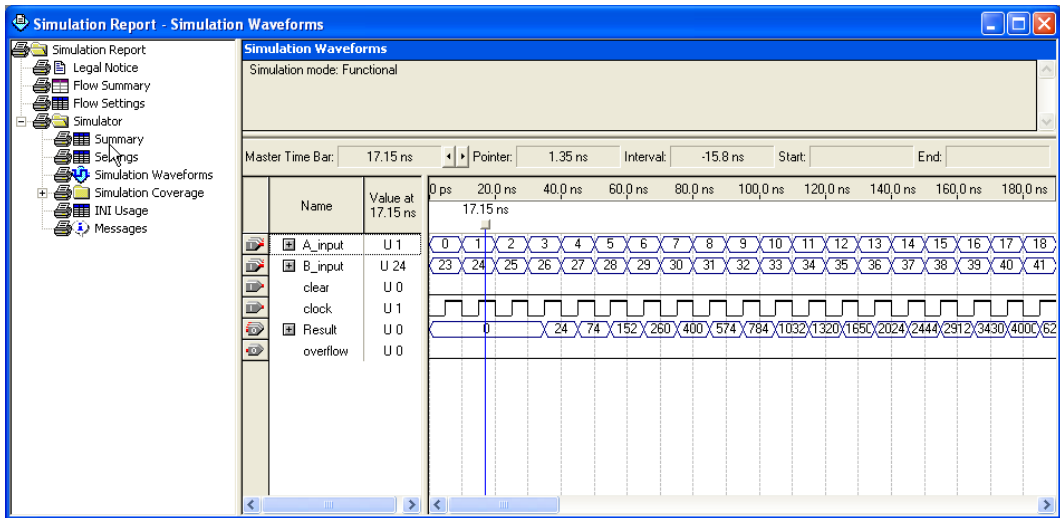 Simulation Report - Simulation Waveforms
Simulation Report
Legal Notice
Flow Summary
Flow Settings
Simulator
Summary
Simulation Waveforms
Simulation Coverage
INI Usage
Messages
Simulation Waveforms
Simulation mode: Functional
Master Time Bar: 17.15 ns Pointer: 1.35 ns Interval: -15.8 ns Start: End:
Name Value at 17.15 ns
0 ps 20.0 ns 40.0 ns 60.0 ns 80.0 ns 100.0 ns 120.0 ns 140.0 ns 160.0 ns 180.0 ns
17.15 ns
A_input U 1 0 1 2 3 4 5 6 7 8 9 10 11 12 13 14 15 16 17 18
B_input U 24 23 24 25 26 27 28 29 30 31 32 33 34 35 36 37 38 39 40 41
clear U 0
clock U 1
Result U 0 0 24 74 152 260 400 574 784 1032 1320 1650 2024 2444 2912 3430 4000 62
overflow U 0